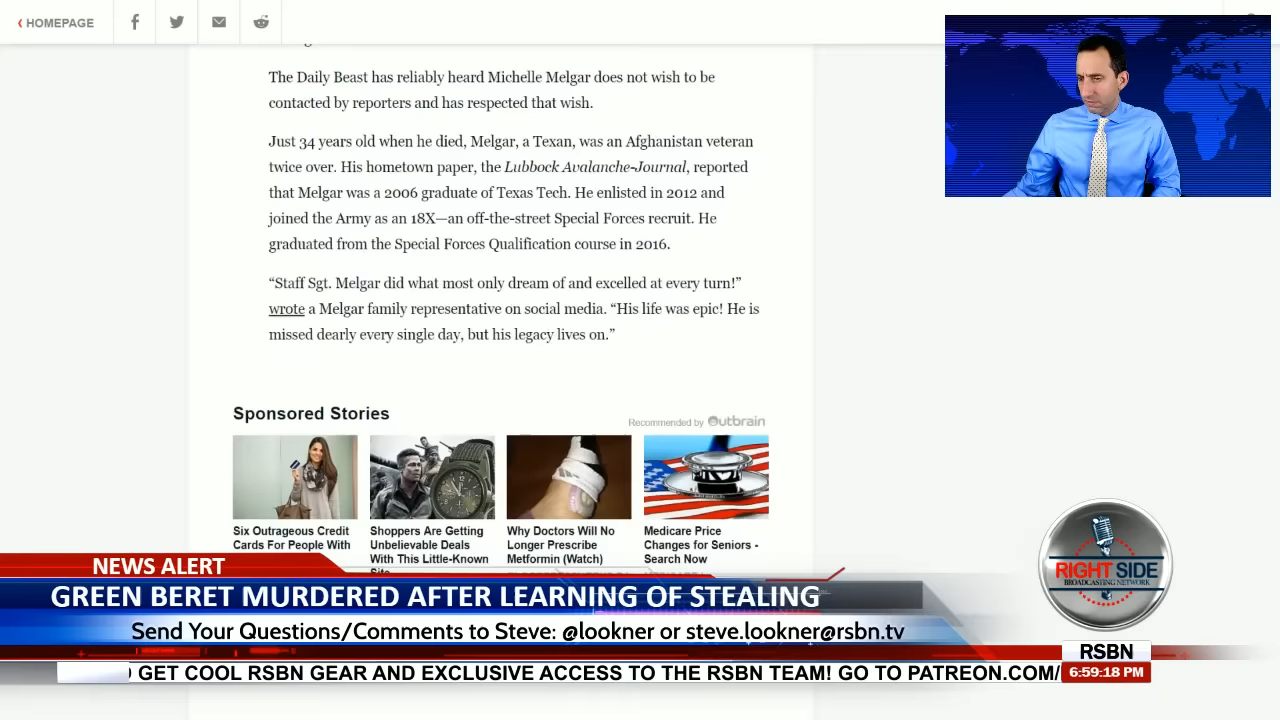 HOMEPAGE
The Daily Beast has reliably heard Michelle Melgar does not wish to be
contacted by reporters and has respected that wish.
Just 34 years old when he died, Melgar, a Texan, was an Afghanistan veteran
twice over. His hometown paper, the Lubbock Avalanche-Journal, reported
that Melgar was a 2006 graduate of Texas Tech. He enlisted in 2012 and
joined the Army as an 18X—an off-the-street Special Forces recruit. He
graduated from the Special Forces Qualification course in 2016.
“Staff Sgt. Melgar did what most only dream of and excelled at every turn!”
wrote a Melgar family representative on social media. “His life was epic! He is
missed dearly every single day, but his legacy lives on.”
Sponsored Stories
Recommended by Outbrain
Six Outrageous Credit
Cards For People With
Shoppers Are Getting
Unbelievable Deals
With This Little-Known
Why Doctors Will No
Longer Prescribe
Metformin (Watch)
Medicare Price
Changes for Seniors -
Search Now
NEWS ALERT
GREEN BERET MURDERED AFTER LEARNING OF STEALING
Send Your Questions/Comments to Steve: @lookner or steve.lookner@rsbn.tv
RIGHT SIDE
BROADCASTING NETWORK
RSBN
6:59:18 PM
GET COOL RSBN GEAR AND EXCLUSIVE ACCESS TO THE RSBN TEAM! GO TO PATREON.COM/